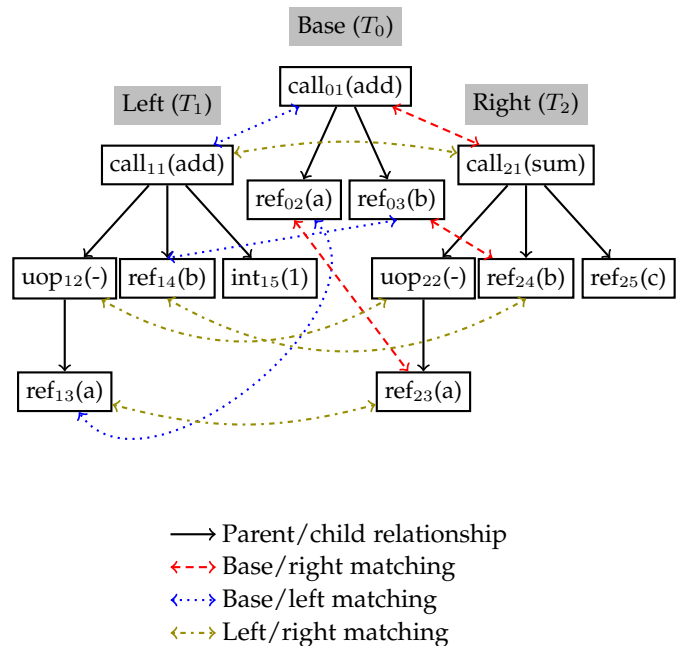 Base (T₀)
call₀₁(add)
Left (T₁)
Right (T₂)
call₁₁(add)
call₂₁(sum)
ref₀₂(a)
ref₀₃(b)
uop₁₂(-)
ref₁₄(b)
int₁₅(1)
uop₂₂(-)
ref₂₄(b)
ref₂₅(c)
ref₁₃(a)
ref₂₃(a)
Parent/child relationship
Base/right matching
Base/left matching
Left/right matching